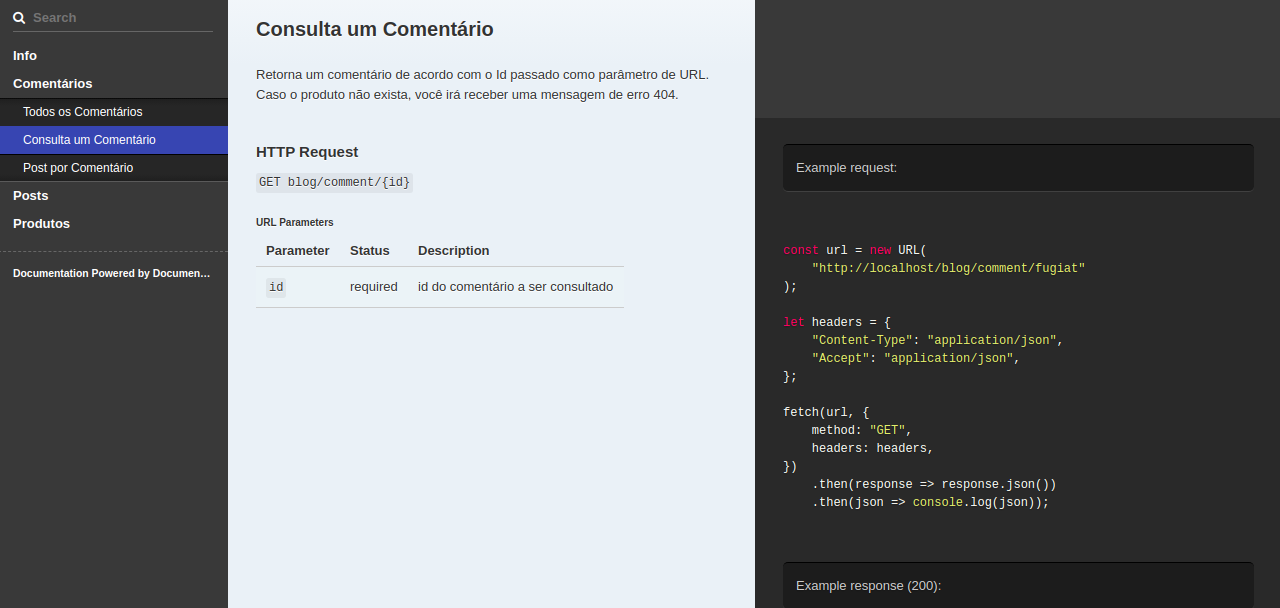 Search
Info
Comentários
Todos os Comentários
Consulta um Comentário
Post por Comentário
Posts
Produtos
Documentation Powered by Documen…
Consulta um Comentário
Retorna um comentário de acordo com o Id passado como parâmetro de URL.
Caso o produto não exista, você irá receber uma mensagem de erro 404.
HTTP Request
GET blog/comment/{id}
URL Parameters
Parameter Status Description
id required id do comentário a ser consultado
Example request:
const url = new URL(
    "http://localhost/blog/comment/fugiat"
);
let headers = {
    "Content-Type": "application/json",
    "Accept": "application/json",
};
fetch(url, {
    method: "GET",
    headers: headers,
})
    .then(response => response.json())
    .then(json => console.log(json));
Example response (200):